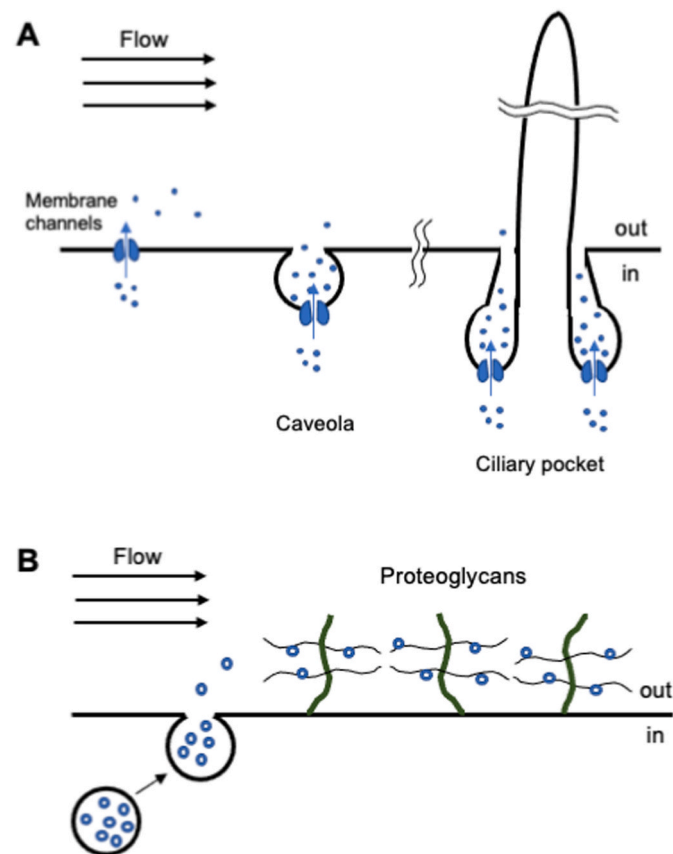 A
Flow
Membrane
channels
out
in
Caveola
Ciliary pocket
B
Flow
Proteoglycans
out
in